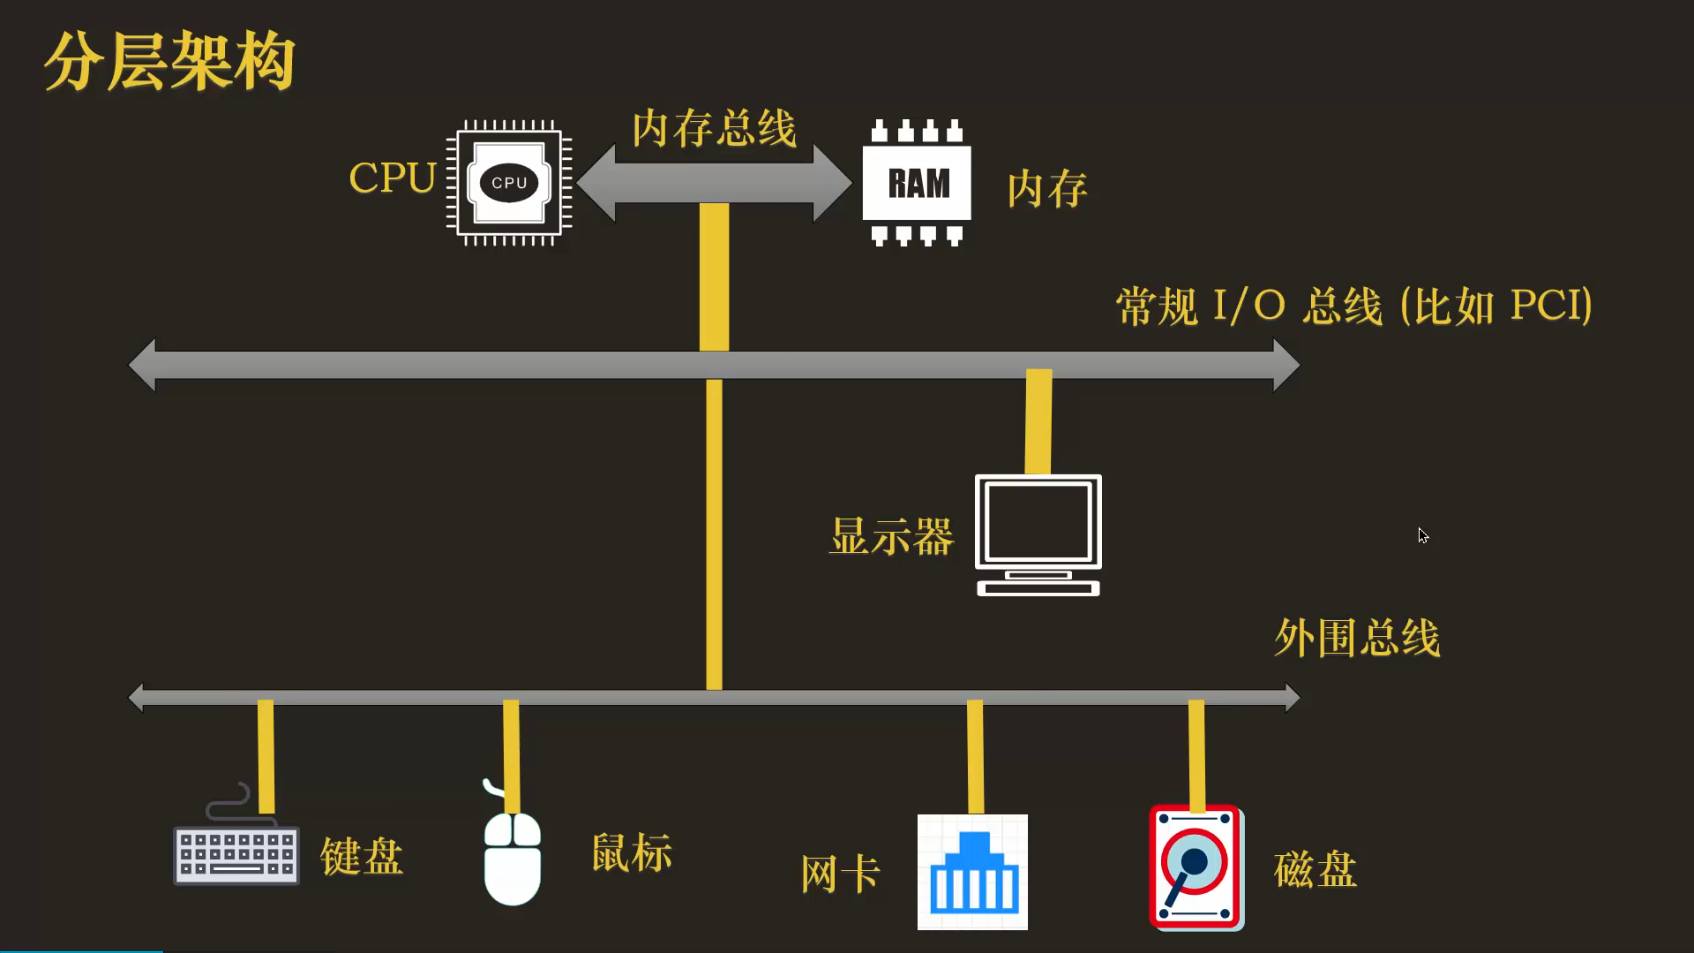 分层架构
内存总线
CPU
CPU
RAM
内存
常规 I/O 总线 (比如 PCI)
显示器
外围总线
键盘
鼠标
网卡
磁盘